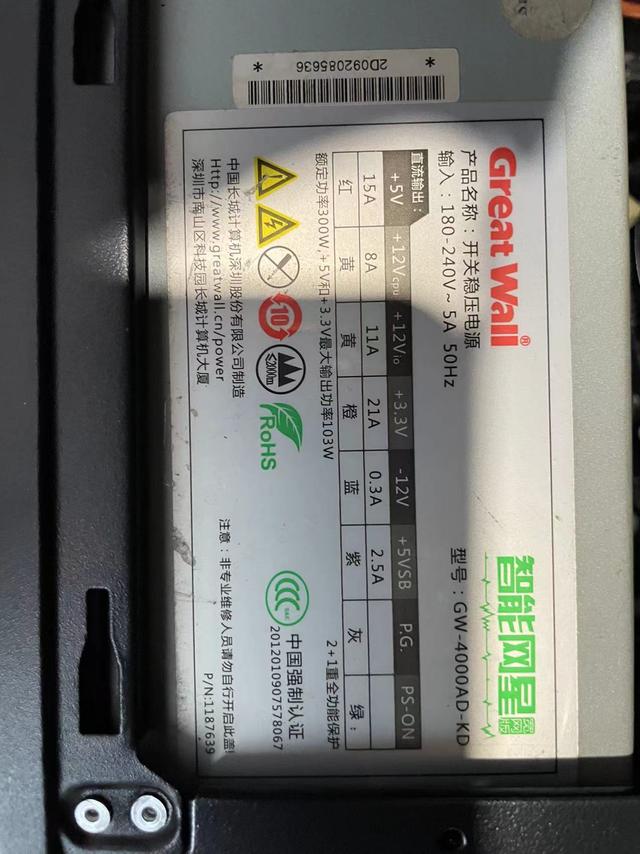 *2D092085636*
Great Wall®
智能网星
产品名称：开关稳压电源
型号：GW-4000AD-KD
输入：180-240V~ 5A 50Hz
直流输出：
+5V +12Vcpu +12Vio +3.3V -12V +5VSB P.G. PS-ON
15A 8A 11A 21A 0.3A 2.5A
红 黄 黄 橙 蓝 紫 灰 绿
额定功率300W,+5V和+3.3V最大输出功率103W
2+1重全功能保护
10
≤2000m
RoHS
中国强制认证
2012010907578067
中国长城计算机深圳股份有限公司制造
Http://www.greatwall.cn/power
深圳市南山区科技园长城计算机大厦
注意：非专业维修人员请勿自行开启此盖!
P/N:1187639